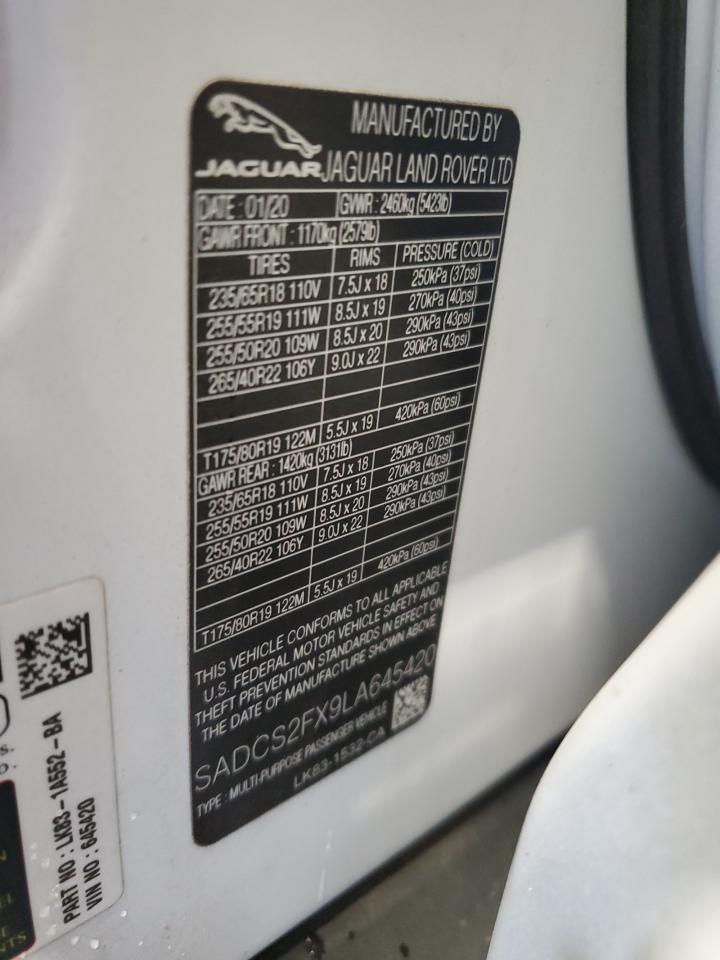 JAGUAR
MANUFACTURED BY
JAGUAR LAND ROVER LTD
DATE : 01/20 GVWR : 2460kg (5423lb)
GAWR FRONT : 1170kg (2579lb)
TIRES RIMS PRESSURE (COLD)
235/65R18 110V 7.5J x 18 250kPa (37psi)
255/55R19 111W 8.5J x 19 270kPa (40psi)
255/50R20 109W 8.5J x 20 290kPa (43psi)
265/40R22 106Y 9.0J x 22 290kPa (43psi)
T175/80R19 122M 5.5J x 19 420kPa (60psi)
GAWR REAR : 1420kg (3131lb)
235/65R18 110V 7.5J x 18 250kPa (37psi)
255/55R19 111W 8.5J x 19 270kPa (40psi)
255/50R20 109W 8.5J x 20 290kPa (43psi)
265/40R22 106Y 9.0J x 22 290kPa (43psi)
T175/80R19 122M 5.5J x 19 420kPa (60psi)
THIS VEHICLE CONFORMS TO ALL APPLICABLE
U.S. FEDERAL MOTOR VEHICLE SAFETY AND
THEFT PREVENTION STANDARDS IN EFFECT ON
THE DATE OF MANUFACTURE SHOWN ABOVE
SADCS2FX9LA645420
TYPE : MULTI-PURPOSE PASSENGER VEHICLE
LK83-1532-CA
PART NO : LK83-1A552-BA
VIN NO : 645420